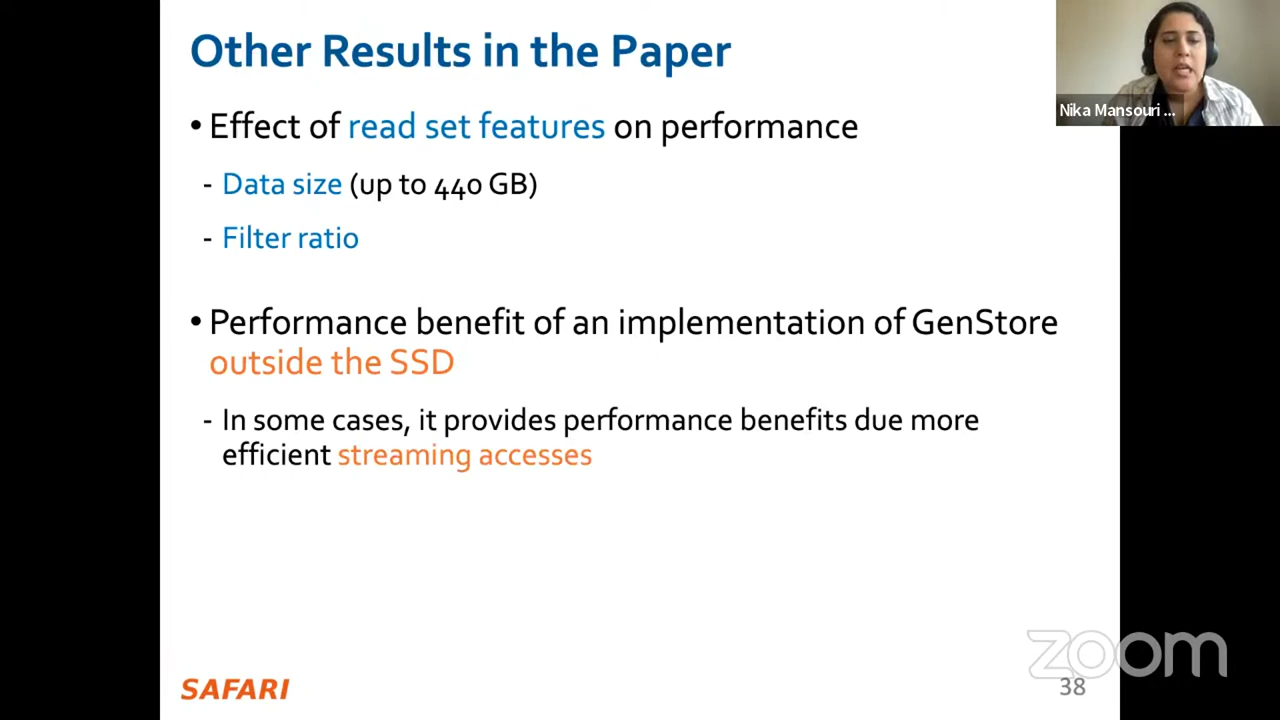 Other Results in the Paper
Nika Mansouri ...
• Effect of read set features on performance
- Data size (up to 440 GB)
- Filter ratio
• Performance benefit of an implementation of GenStore
outside the SSD
- In some cases, it provides performance benefits due more
efficient streaming accesses
zoom
SAFARI
38